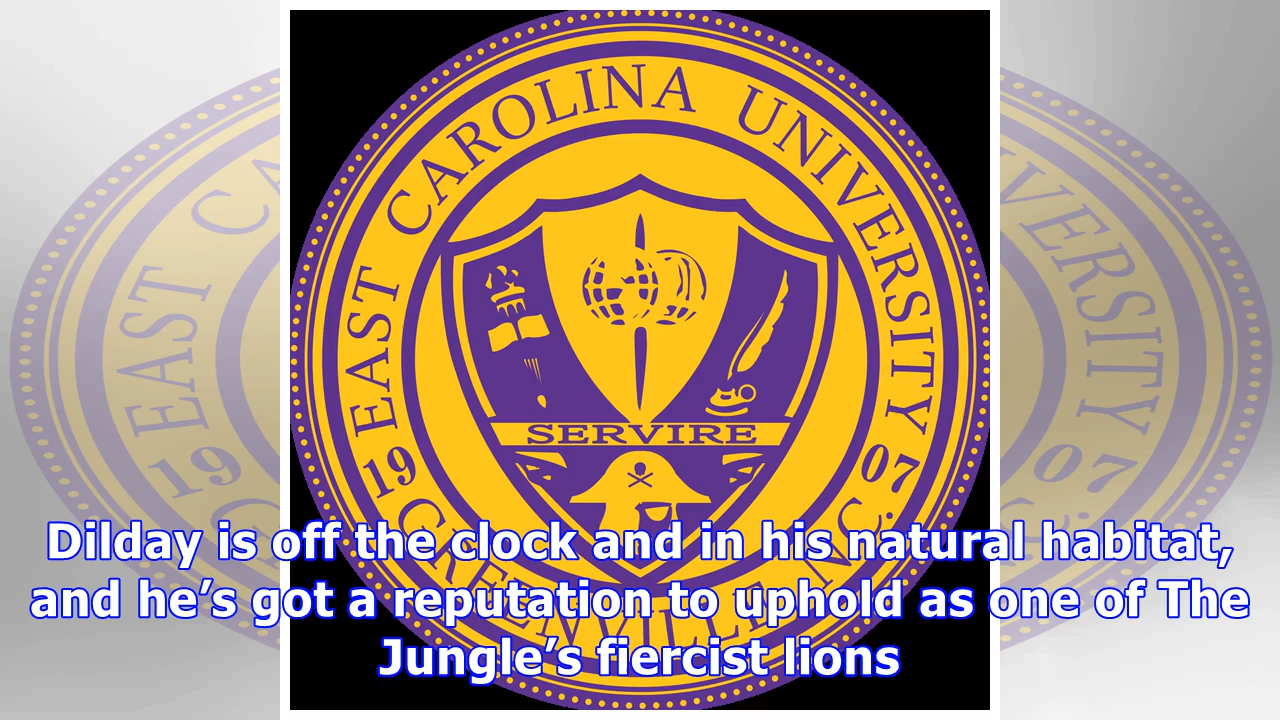 EAST CAROLINA UNIVERSITY
19 07
SERVIRE
GREENVILLE N.C.
Dilday is off the clock and in his natural habitat,
and he’s got a reputation to uphold as one of The
Jungle’s fiercist lions